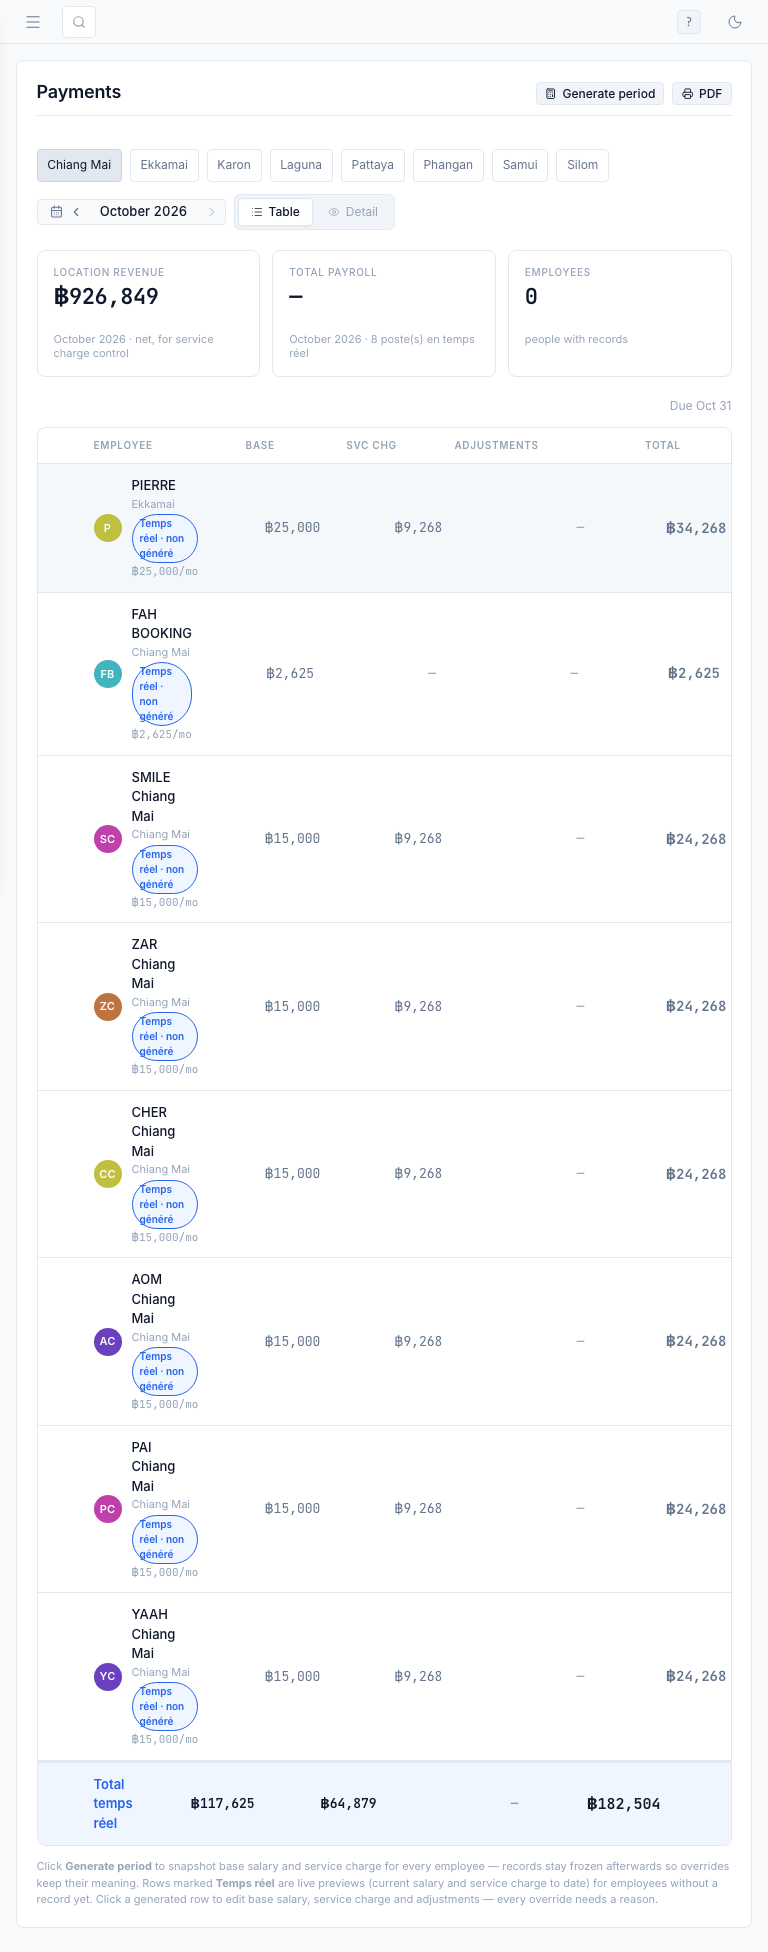 ?
Payments
Generate period
PDF
Chiang Mai
Ekkamai
Karon
Laguna
Pattaya
Phangan
Samui
Silom
October 2026
Table
Detail
LOCATION REVENUE
฿926,849
October 2026 · net, for service
charge control
TOTAL PAYROLL
—
October 2026 · 8 poste(s) en temps
réel
EMPLOYEES
0
people with records
Due Oct 31
EMPLOYEE BASE SVC CHG ADJUSTMENTS TOTAL
PIERRE
Ekkamai
P
Temps
réel · non
généré
฿25,000/mo
฿25,000 ฿9,268 — ฿34,268
FAH
BOOKING
Chiang Mai
FB
Temps
réel ·
non
généré
฿2,625/mo
฿2,625 — — ฿2,625
SMILE
Chiang
Mai
Chiang Mai
SC
Temps
réel · non
généré
฿15,000/mo
฿15,000 ฿9,268 — ฿24,268
ZAR
Chiang
Mai
Chiang Mai
ZC
Temps
réel · non
généré
฿15,000/mo
฿15,000 ฿9,268 — ฿24,268
CHER
Chiang
Mai
Chiang Mai
CC
Temps
réel · non
généré
฿15,000/mo
฿15,000 ฿9,268 — ฿24,268
AOM
Chiang
Mai
Chiang Mai
AC
Temps
réel · non
généré
฿15,000/mo
฿15,000 ฿9,268 — ฿24,268
PAI
Chiang
Mai
Chiang Mai
PC
Temps
réel · non
généré
฿15,000/mo
฿15,000 ฿9,268 — ฿24,268
YAAH
Chiang
Mai
Chiang Mai
YC
Temps
réel · non
généré
฿15,000/mo
฿15,000 ฿9,268 — ฿24,268
Total
temps
réel
฿117,625 ฿64,879 — ฿182,504
Click Generate period to snapshot base salary and service charge for every employee — records stay frozen afterwards so overrides
keep their meaning. Rows marked Temps réel are live previews (current salary and service charge to date) for employees without a
record yet. Click a generated row to edit base salary, service charge and adjustments — every override needs a reason.